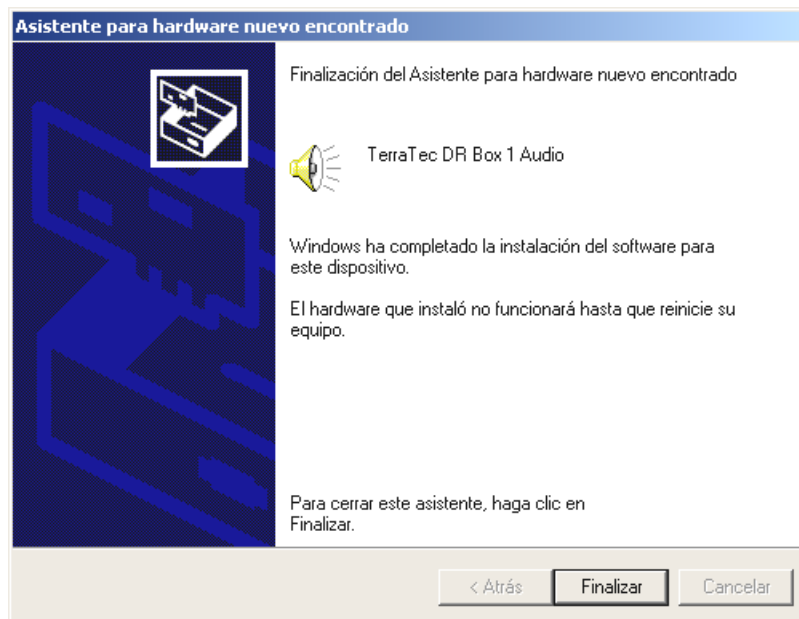 Asistente para hardware nuevo encontrado
Finalización del Asistente para hardware nuevo encontrado
TerraTec DR Box 1 Audio
Windows ha completado la instalación del software para
este dispositivo.
El hardware que instaló no funcionará hasta que reinicie su
equipo.
Para cerrar este asistente, haga clic en
Finalizar.
< Atrás
Finalizar
Cancelar